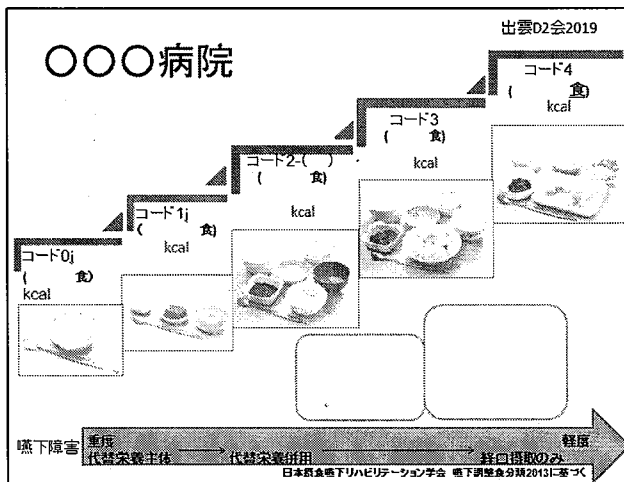 出雲D2会2019
〇〇〇病院
コード4
(　　　食)
kcal
コード3
(　　　食)
kcal
コード2-(　)
(　　　食)
kcal
コード1j
(　　　食)
kcal
コード0j
(　　　食)
kcal
嚥下障害
重度
軽度
代替栄養主体
代替栄養併用
経口摂取のみ
日本摂食嚥下リハビリテーション学会 嚥下調整食分類2013に基づく